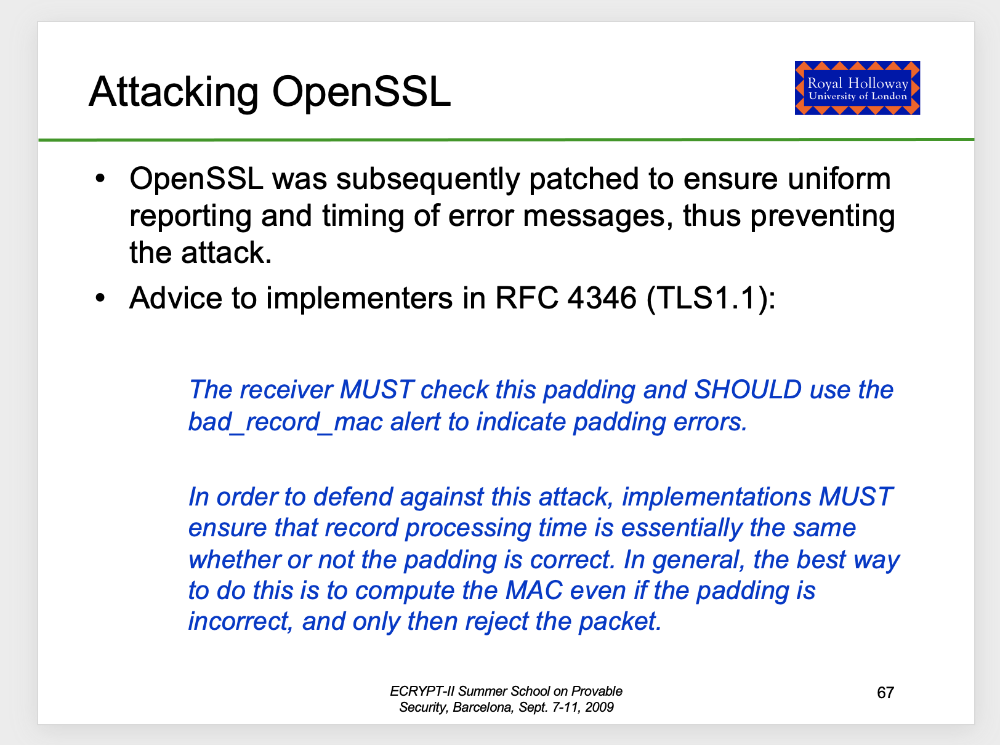 Attacking OpenSSL
Royal Holloway
University of London
• OpenSSL was subsequently patched to ensure uniform
reporting and timing of error messages, thus preventing
the attack.
• Advice to implementers in RFC 4346 (TLS1.1):
The receiver MUST check this padding and SHOULD use the
bad_record_mac alert to indicate padding errors.
In order to defend against this attack, implementations MUST
ensure that record processing time is essentially the same
whether or not the padding is correct. In general, the best way
to do this is to compute the MAC even if the padding is
incorrect, and only then reject the packet.
ECRYPT-II Summer School on Provable
Security, Barcelona, Sept. 7-11, 2009
67